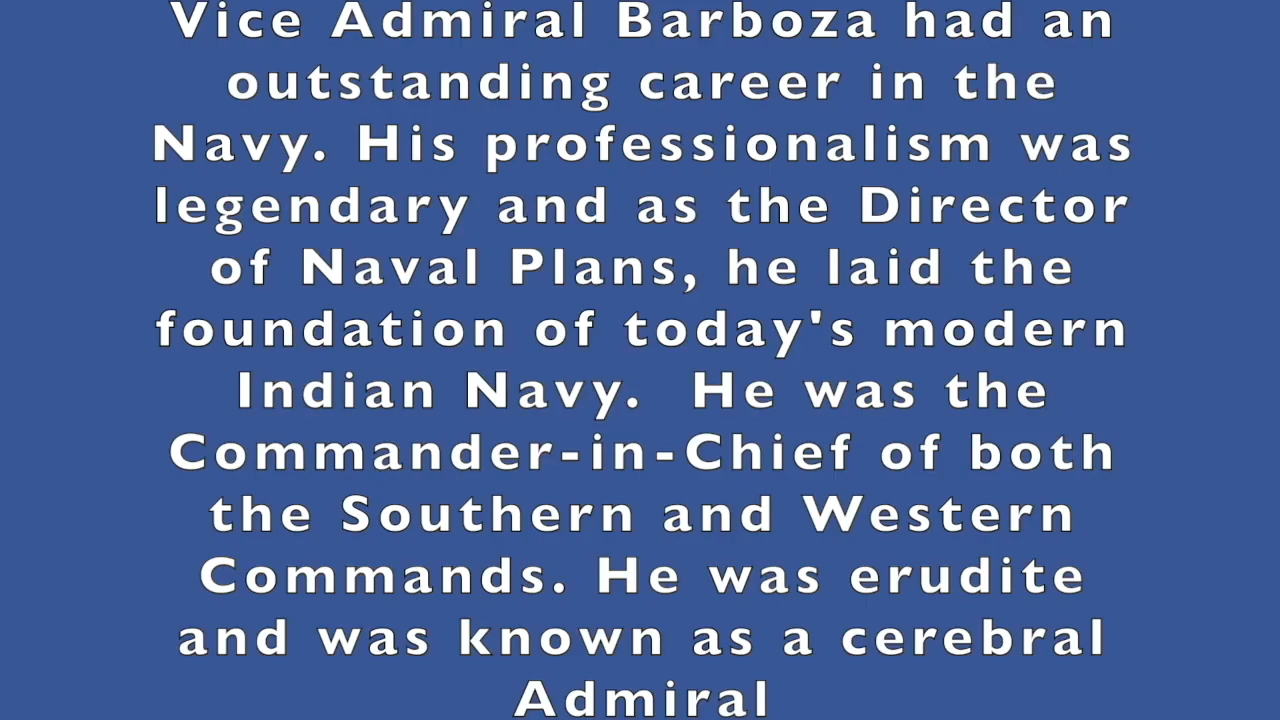 Vice Admiral Barboza had an
outstanding career in the
Navy. His professionalism was
legendary and as the Director
of Naval Plans, he laid the
foundation of today's modern
Indian Navy.  He was the
Commander-in-Chief of both
the Southern and Western
Commands. He was erudite
and was known as a cerebral
Admiral